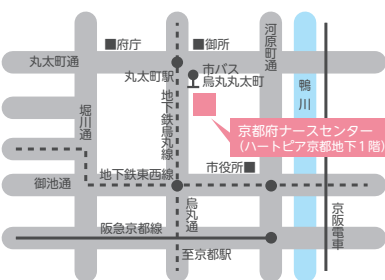 ■府庁
■御所
河原町通
丸太町通
丸太町駅
市バス
烏丸丸太町
鴨川
地下鉄烏丸線
堀川通
京都府ナースセンター
（ハートピア京都地下1階）
地下鉄東西線
市役所■
御池通
烏丸通
京阪電車
阪急京都線
至京都駅